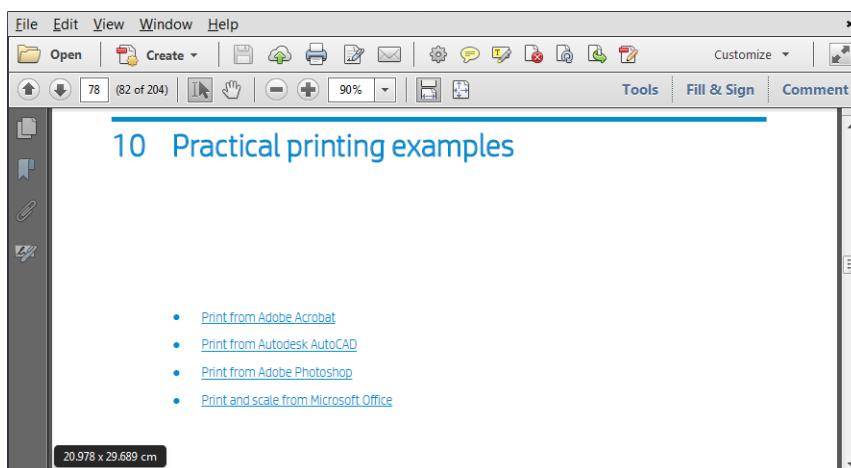 File Edit View Window Help
Open Create Customize
78 (82 of 204) 90% Tools Fill & Sign Comment
10 Practical printing examples
• Print from Adobe Acrobat
• Print from Autodesk AutoCAD
• Print from Adobe Photoshop
• Print and scale from Microsoft Office
20.978 x 29.689 cm